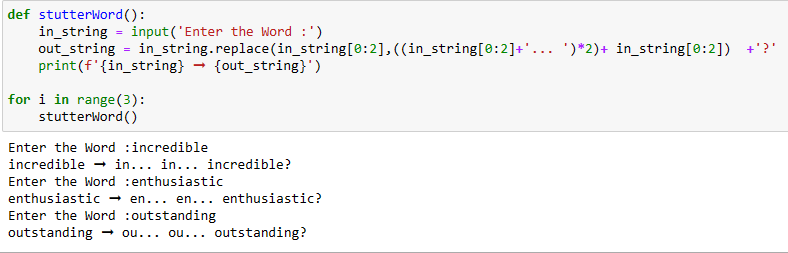 def stutterWord():
    in_string = input('Enter the Word :')
    out_string = in_string.replace(in_string[0:2],((in_string[0:2]+'... ')*2)+ in_string[0:2])  +'?'
    print(f'{in_string} → {out_string}')
for i in range(3):
    stutterWord()
Enter the Word :incredible
incredible → in... in... incredible?
Enter the Word :enthusiastic
enthusiastic → en... en... enthusiastic?
Enter the Word :outstanding
outstanding → ou... ou... outstanding?